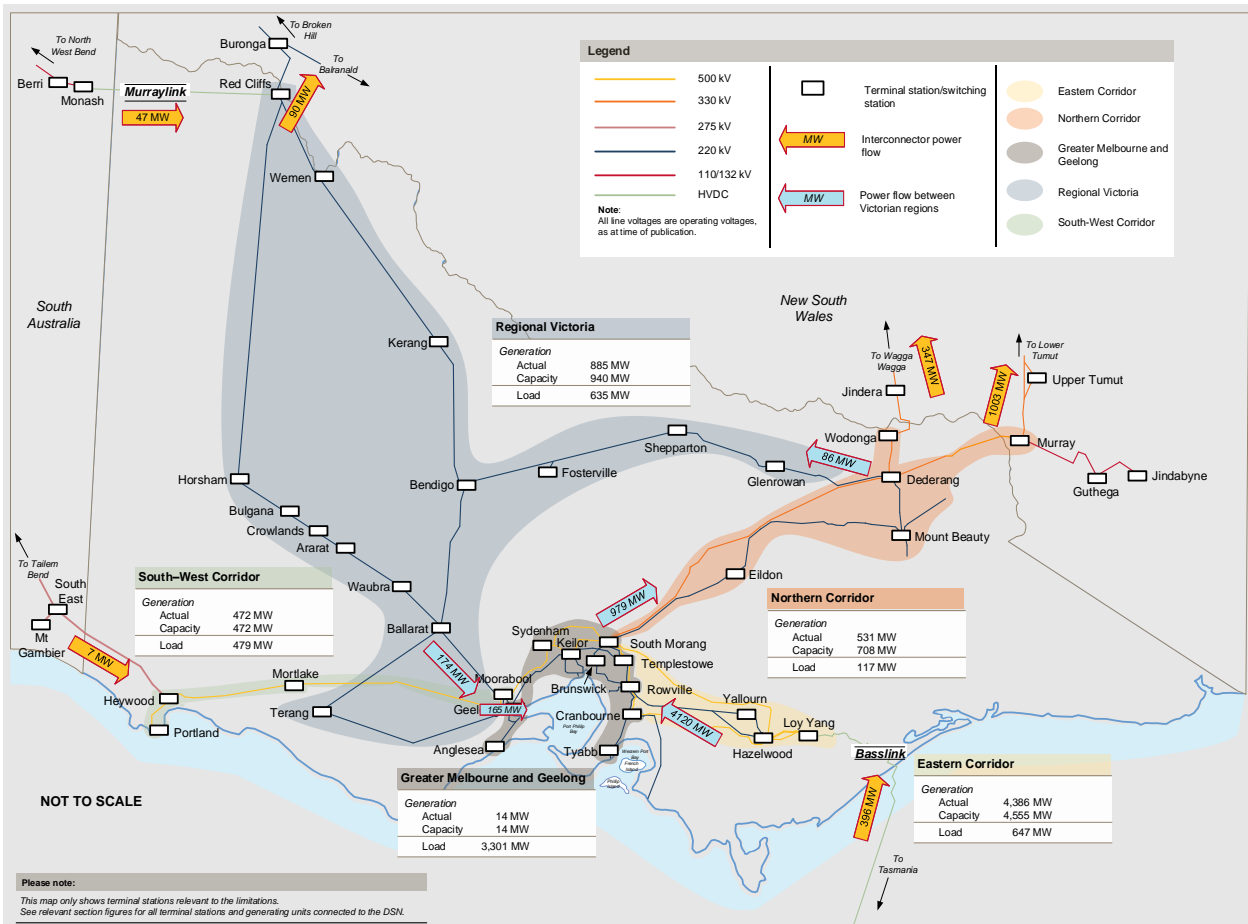 To Broken
Hill
To North
West Bend
Buronga
To
Balranald
Berri
Monash
Murraylink
47 MW
Red Cliffs
90 MW
Wemen
Legend
500 kV
330 kV
275 kV
220 kV
110/132 kV
HVDC
Note:
All line voltages are operating voltages,
as at time of publication.
Terminal station/switching
station
MW
Interconnector power
flow
MW
Power flow between
Victorian regions
Eastern Corridor
Northern Corridor
Greater Melbourne and
Geelong
Regional Victoria
South-West Corridor
South
Australia
New South
Wales
Kerang
Regional Victoria
Generation
Actual 885 MW
Capacity 940 MW
Load 635 MW
To Wagga
Wagga
347 MW
To Lower
Tumut
1003 MW
Jindera
Upper Tumut
Wodonga
Murray
Shepparton
86 MW
Glenrowan
Dederang
Guthega
Jindabyne
Fosterville
Horsham
Bendigo
Bulgana
Crowlands
Ararat
Mount Beauty
To Tailem
Bend
South
East
Mt
Gambier
Waubra
Eildon
South–West Corridor
Generation
Actual 472 MW
Capacity 472 MW
Load 479 MW
Northern Corridor
Generation
Actual 531 MW
Capacity 708 MW
Load 117 MW
979 MW
Ballarat
Sydenham
Keilor
South Morang
Templestowe
7 MW
174 MW
Mortlake
Moorabool
Brunswick
Rowville
Heywood
Terang
Geel
165 MW
Port Phillip
Bay
Cranbourne
4120 MW
Yallourn
Loy Yang
Portland
Anglesea
Tyabb
Western Port
Bay
French
Island
Phillip
Island
Hazelwood
Basslink
396 MW
NOT TO SCALE
Greater Melbourne and Geelong
Generation
Actual 14 MW
Capacity 14 MW
Load 3,301 MW
Eastern Corridor
Generation
Actual 4,386 MW
Capacity 4,555 MW
Load 647 MW
To
Tasmania
Please note:
This map only shows terminal stations relevant to the limitations.
See relevant section figures for all terminal stations and generating units connected to the DSN.